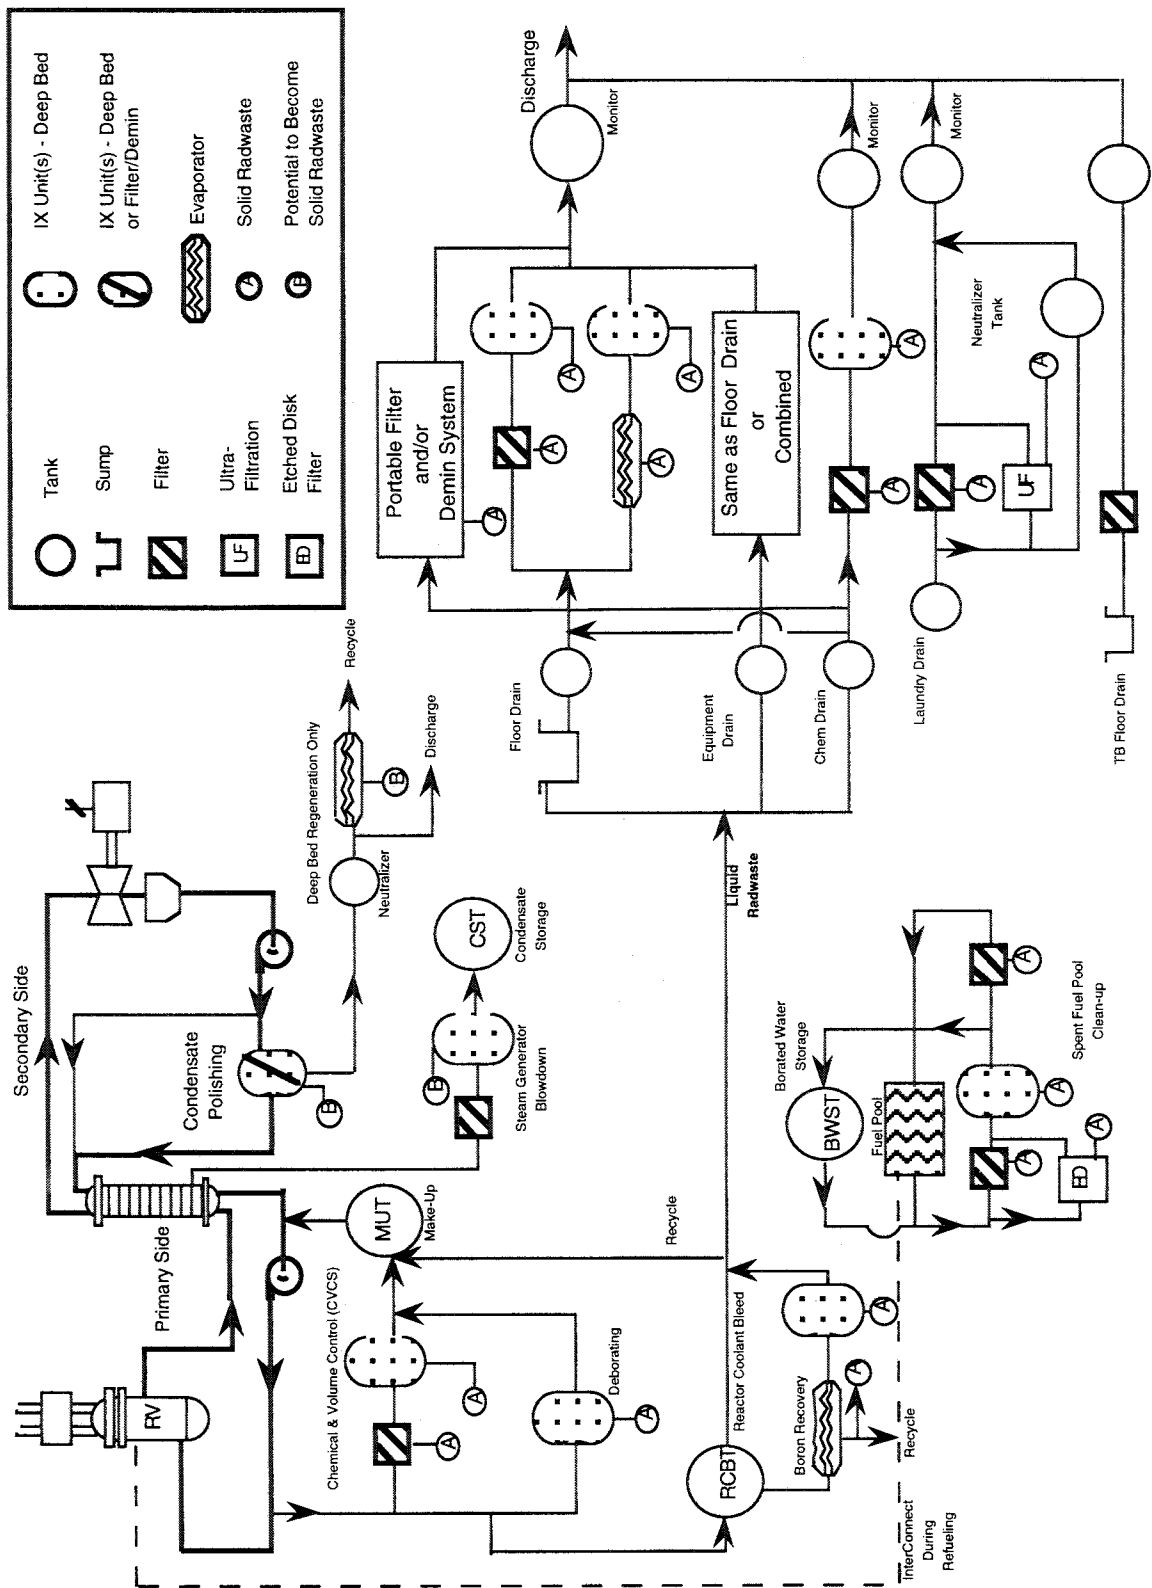 Tank
Sump
Filter
Ultra-
Filtration
UF
Etched Disk
Filter
ED
IX Unit(s) - Deep Bed
IX Unit(s) - Deep Bed
or Filter/Demin
Evaporator
Solid Radwaste
A
Potential to Become
Solid Radwaste
B
Secondary Side
Primary Side
RV
Condensate
Polishing
B
Deep Bed Regeneration Only
Neutralizer
B
Recycle
Discharge
Steam Generator
Blowdown
B
CST
Condensate
Storage
MUT
Make-Up
Chemical & Volume Control (CVCS)
A
A
Deborating
A
Recycle
RCBT
Reactor Coolant Bleed
Boron Recovery
A
A
Recycle
InterConnect
During
Refueling
Borated Water
Storage
BWST
Fuel Pool
Spent Fuel Pool
Clean-up
A
A
A
ED
A
Liquid
Radwaste
Floor Drain
Equipment
Drain
Chem Drain
Laundry Drain
TB Floor Drain
Portable Filter
and/or
Demin System
A
A
A
A
A
Same as Floor Drain
or
Combined
A
A
A
UF
A
Neutralizer
Tank
Discharge
Monitor
Monitor
Monitor